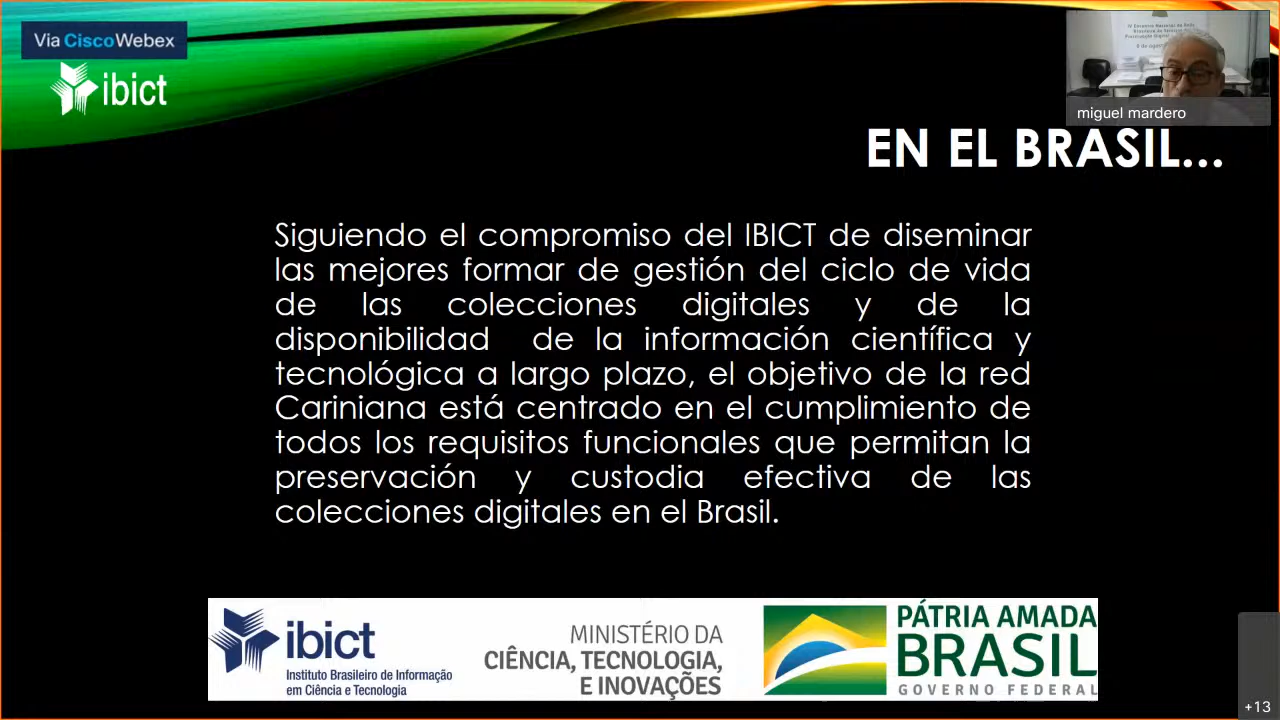 Via Cisco Webex
ibict
miguel mardero
EN EL BRASIL...
Siguiendo el compromiso del IBICT de diseminar
las mejores formar de gestión del ciclo de vida
de las colecciones digitales y de la
disponibilidad de la información científica y
tecnológica a largo plazo, el objetivo de la red
Cariniana está centrado en el cumplimiento de
todos los requisitos funcionales que permitan la
preservación y custodia efectiva de las
colecciones digitales en el Brasil.
ibict
Instituto Brasileiro de Informação
em Ciência e Tecnologia
MINISTÉRIO DA
CIÊNCIA, TECNOLOGIA,
E INOVAÇÕES
PÁTRIA AMADA
BRASIL
GOVERNO FEDERAL
+13